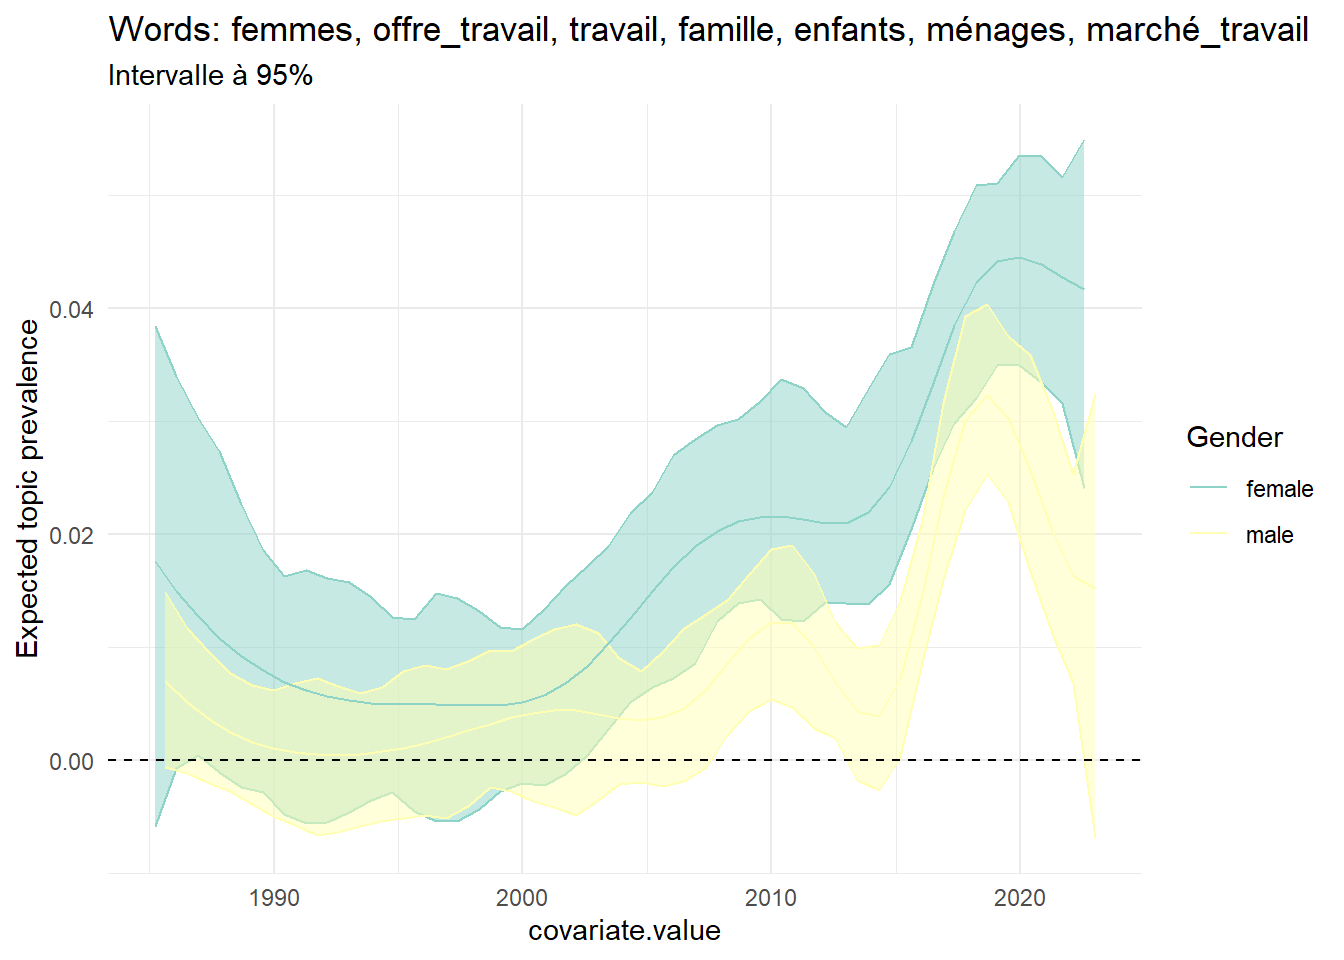 Words: femmes, offre_travail, travail, famille, enfants, ménages, marché_travail
Intervalle à 95%
Expected topic prevalence
0.04
0.02
0.00
1990
2000
2010
2020
covariate.value
Gender
female
male